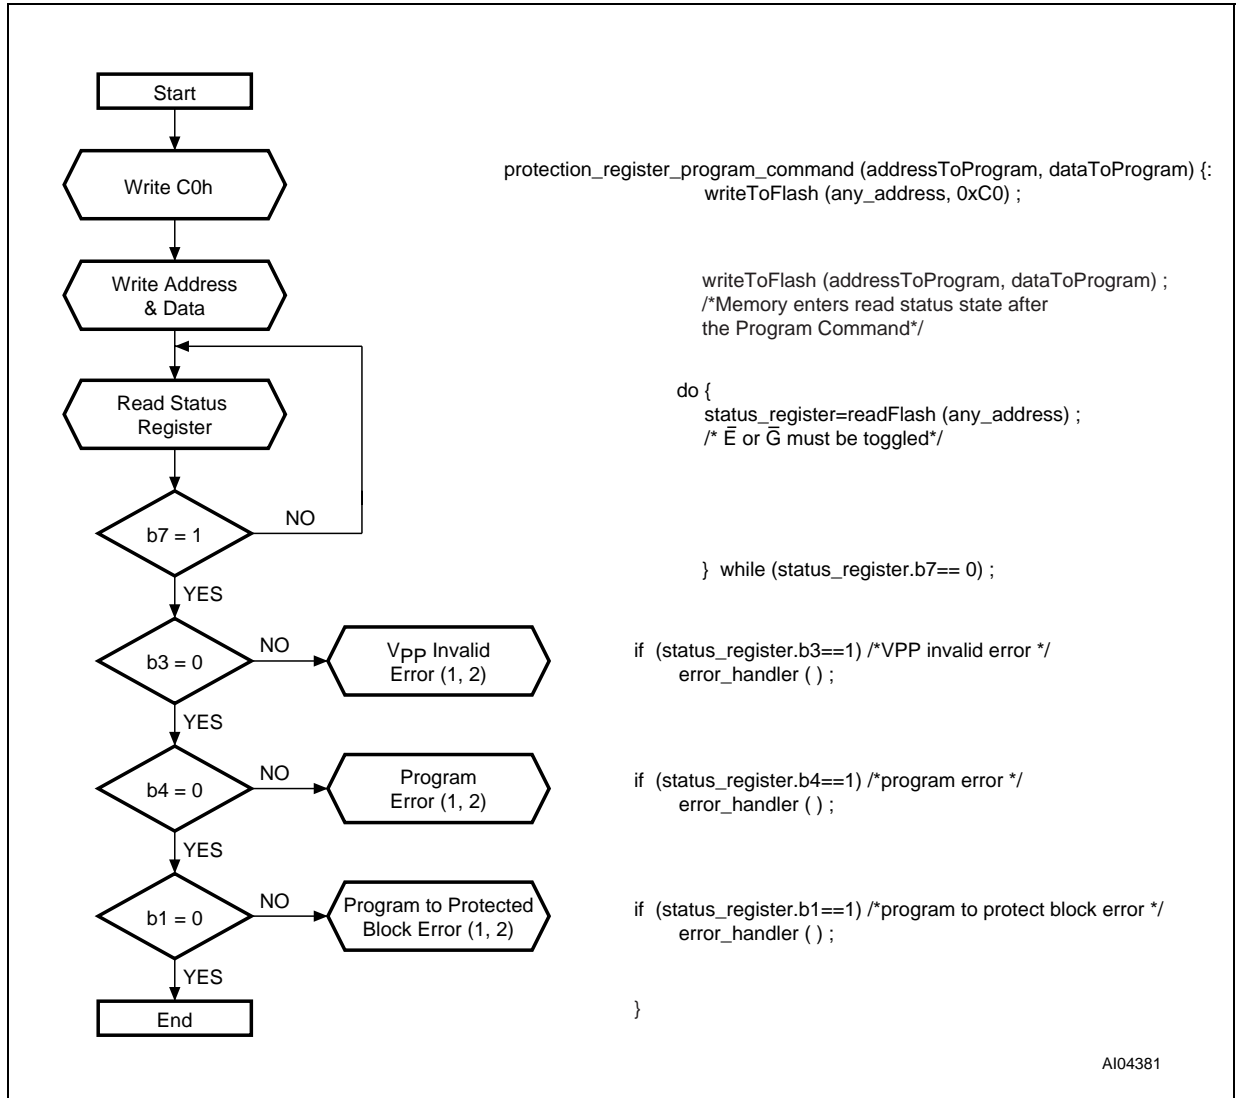 Start
Write C0h
protection_register_program_command (addressToProgram, dataToProgram) {:
writeToFlash (any_address, 0xC0) ;
Write Address
& Data
writeToFlash (addressToProgram, dataToProgram) ;
/*Memory enters read status state after
the Program Command*/
Read Status
Register
do {
status_register=readFlash (any_address) ;
/* E̅ or G̅ must be toggled*/
b7 = 1
NO
YES
} while (status_register.b7== 0) ;
b3 = 0
NO
YES
VPP Invalid
Error (1, 2)
if (status_register.b3==1) /*VPP invalid error */
error_handler ( ) ;
b4 = 0
NO
YES
Program
Error (1, 2)
if (status_register.b4==1) /*program error */
error_handler ( ) ;
b1 = 0
NO
YES
Program to Protected
Block Error (1, 2)
if (status_register.b1==1) /*program to protect block error */
error_handler ( ) ;
End
}
AI04381